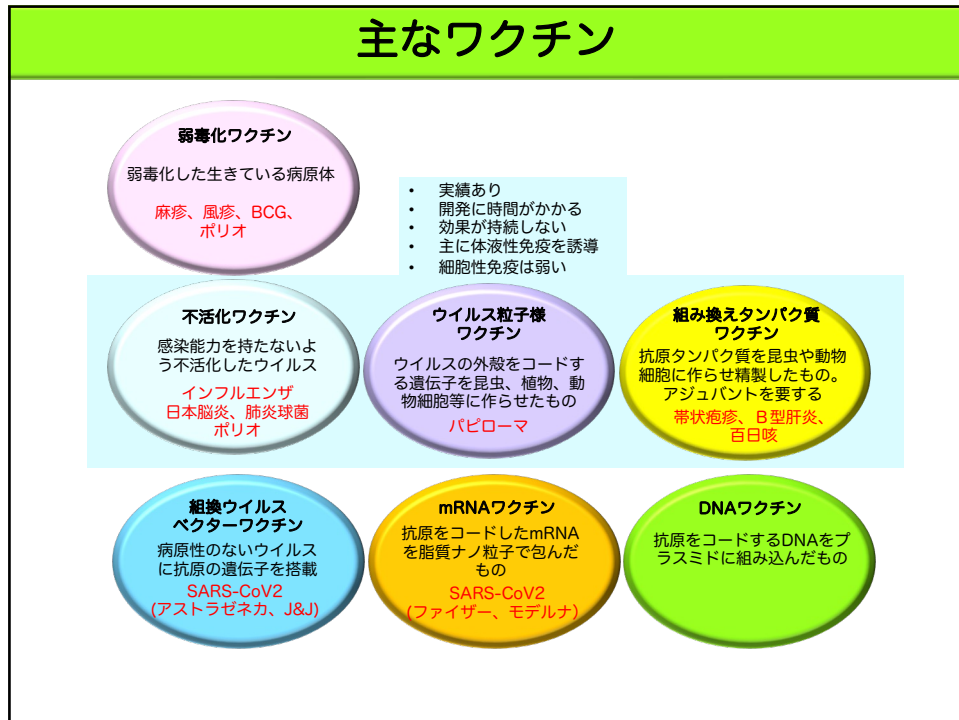 主なワクチン
弱毒化ワクチン
弱毒化した生きている病原体
麻疹、風疹、BCG、
ポリオ
• 実績あり
• 開発に時間がかかる
• 効果が持続しない
• 主に体液性免疫を誘導
• 細胞性免疫は弱い
不活化ワクチン
感染能力を持たないよ
う不活化したウイルス
インフルエンザ
日本脳炎、肺炎球菌
ポリオ
ウイルス粒子様
ワクチン
ウイルスの外殻をコードす
る遺伝子を昆虫、植物、動
物細胞等に作らせたもの
パピローマ
組み換えタンパク質
ワクチン
抗原タンパク質を昆虫や動物
細胞に作らせ精製したもの。
アジュバントを要する
帯状疱疹、Ｂ型肝炎、
百日咳
組換ウイルス
ベクターワクチン
病原性のないウイルス
に抗原の遺伝子を搭載
SARS-CoV2
(アストラゼネカ、J&J)
mRNAワクチン
抗原をコードしたmRNA
を脂質ナノ粒子で包んだ
もの
SARS-CoV2
(ファイザー、モデルナ）
DNAワクチン
抗原をコードするDNAをプ
ラスミドに組み込んだもの